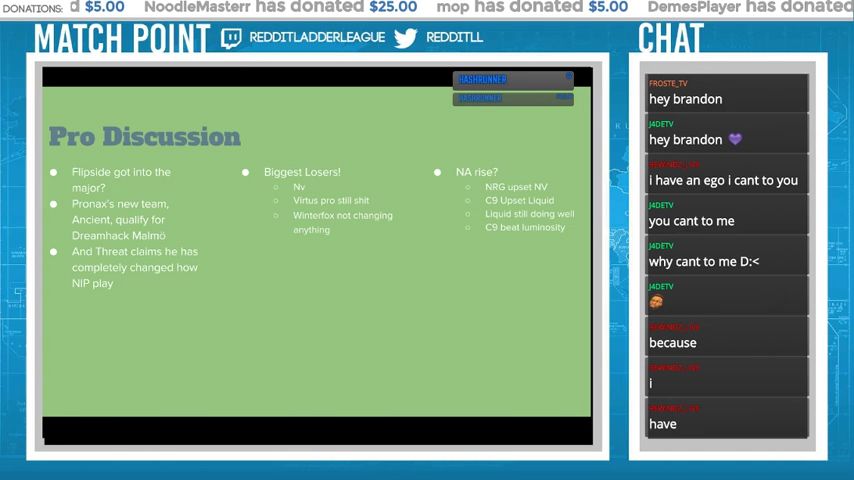 DONATIONS: d $5.00 NoodleMasterr has donated $25.00 mop has donated $5.00 DemesPlayer has donated
MATCH POINT REDDITLADDERLEAGUE REDDITLL
CHAT
HASHRUNNER
HASHRUNNER
Pro Discussion
Flipside got into the
major?
Pronax's new team,
Ancient, qualify for
Dreamhack Malmö
And Threat claims he has
completely changed how
NIP play
Biggest Losers!
Nv
Virtus pro still shit
Winterfox not changing
anything
NA rise?
NRG upset NV
C9 Upset Liquid
Liquid still doing well
C9 beat luminosity
FROSTE_TV
hey brandon
J4DETV
hey brandon
i have an ego i cant to you
J4DETV
you cant to me
J4DETV
why cant to me D:<
J4DETV
because
i
have